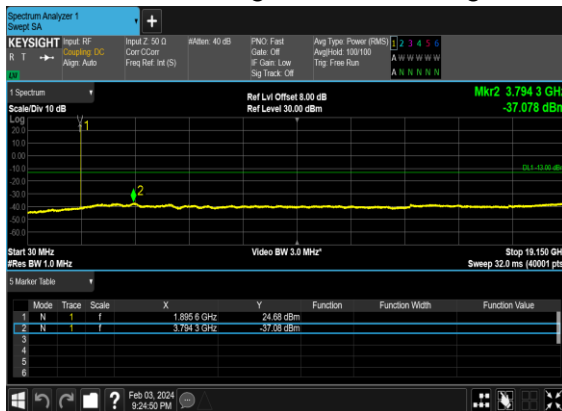 Spectrum Analyzer 1
Swept SA
KEYSIGHT Input: RF Input Z: 50 Ω #Atten: 40 dB PNO: Fast Avg Type: Power (RMS) 1 2 3 4 5 6
R T Coupling: DC Corr CCorr Gate: Off Avg|Hold: 100/100 A W W W W W
Align: Auto Freq Ref: Int (S) IF Gain: Low Trig: Free Run
Sig Track: Off A N N N N N
1 Spectrum Ref Lvl Offset 8.00 dB Mkr2 3.794 3 GHz
Scale/Div 10 dB Ref Level 30.00 dBm -37.078 dBm
Log
20.0
10.0
0.00
-10.0
-20.0
-30.0
-40.0
-50.0
-60.0
1
2
DL1 -13.00 dBm
Start 30 MHz Video BW 3.0 MHz* Stop 19.150 GHz
#Res BW 1.0 MHz Sweep 32.0 ms (40001 pts)
5 Marker Table
Mode Trace Scale X Y Function Function Width Function Value
1 N 1 f 1.895 6 GHz 24.68 dBm
2 N 1 f 3.794 3 GHz -37.08 dBm
3
4
5
6
Feb 03, 2024
9:24:50 PM